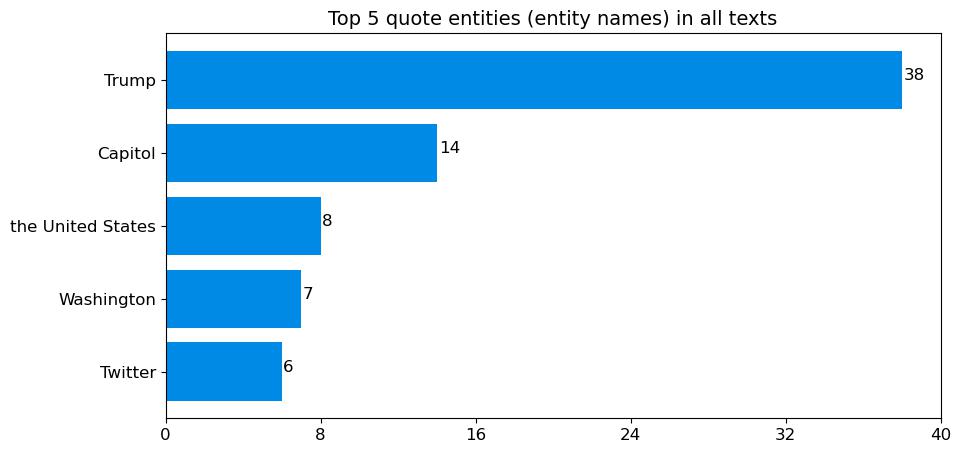 Top 5 quote entities (entity names) in all texts
Trump
38
Capitol
14
the United States
8
Washington
7
Twitter
6
0 8 16 24 32 40